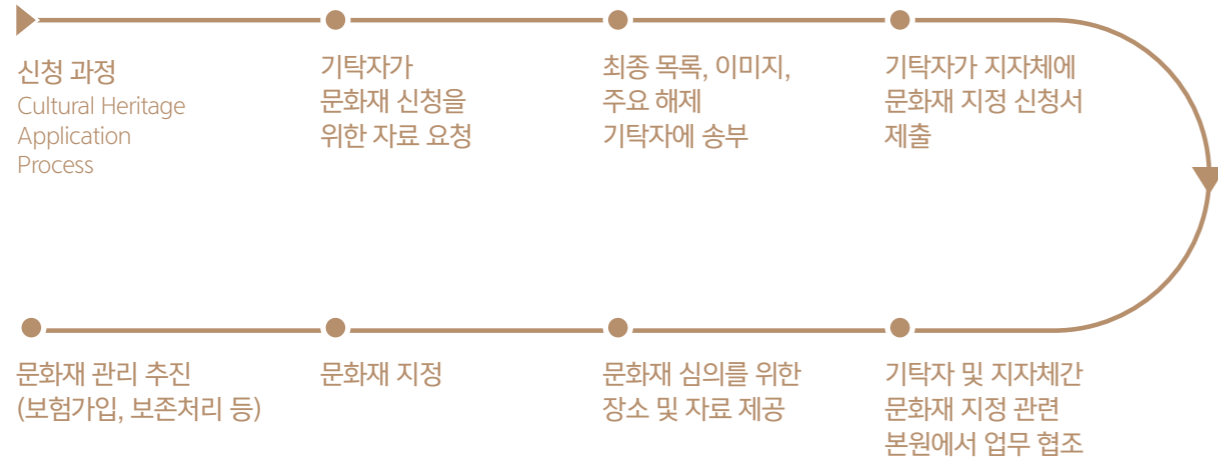 신청 과정
Cultural Heritage
Application
Process
기탁자가
문화재 신청을
위한 자료 요청
최종 목록, 이미지,
주요 해제
기탁자에 송부
기탁자가 지자체에
문화재 지정 신청서
제출
기탁자 및 지자체간
문화재 지정 관련
본원에서 업무 협조
문화재 심의를 위한
장소 및 자료 제공
문화재 지정
문화재 관리 추진
(보험가입, 보존처리 등)